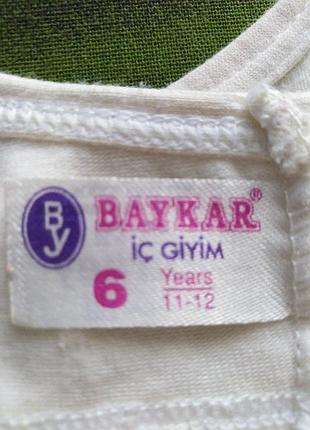 By BAYKAR®
İÇ GİYİM
6 Years
11-12